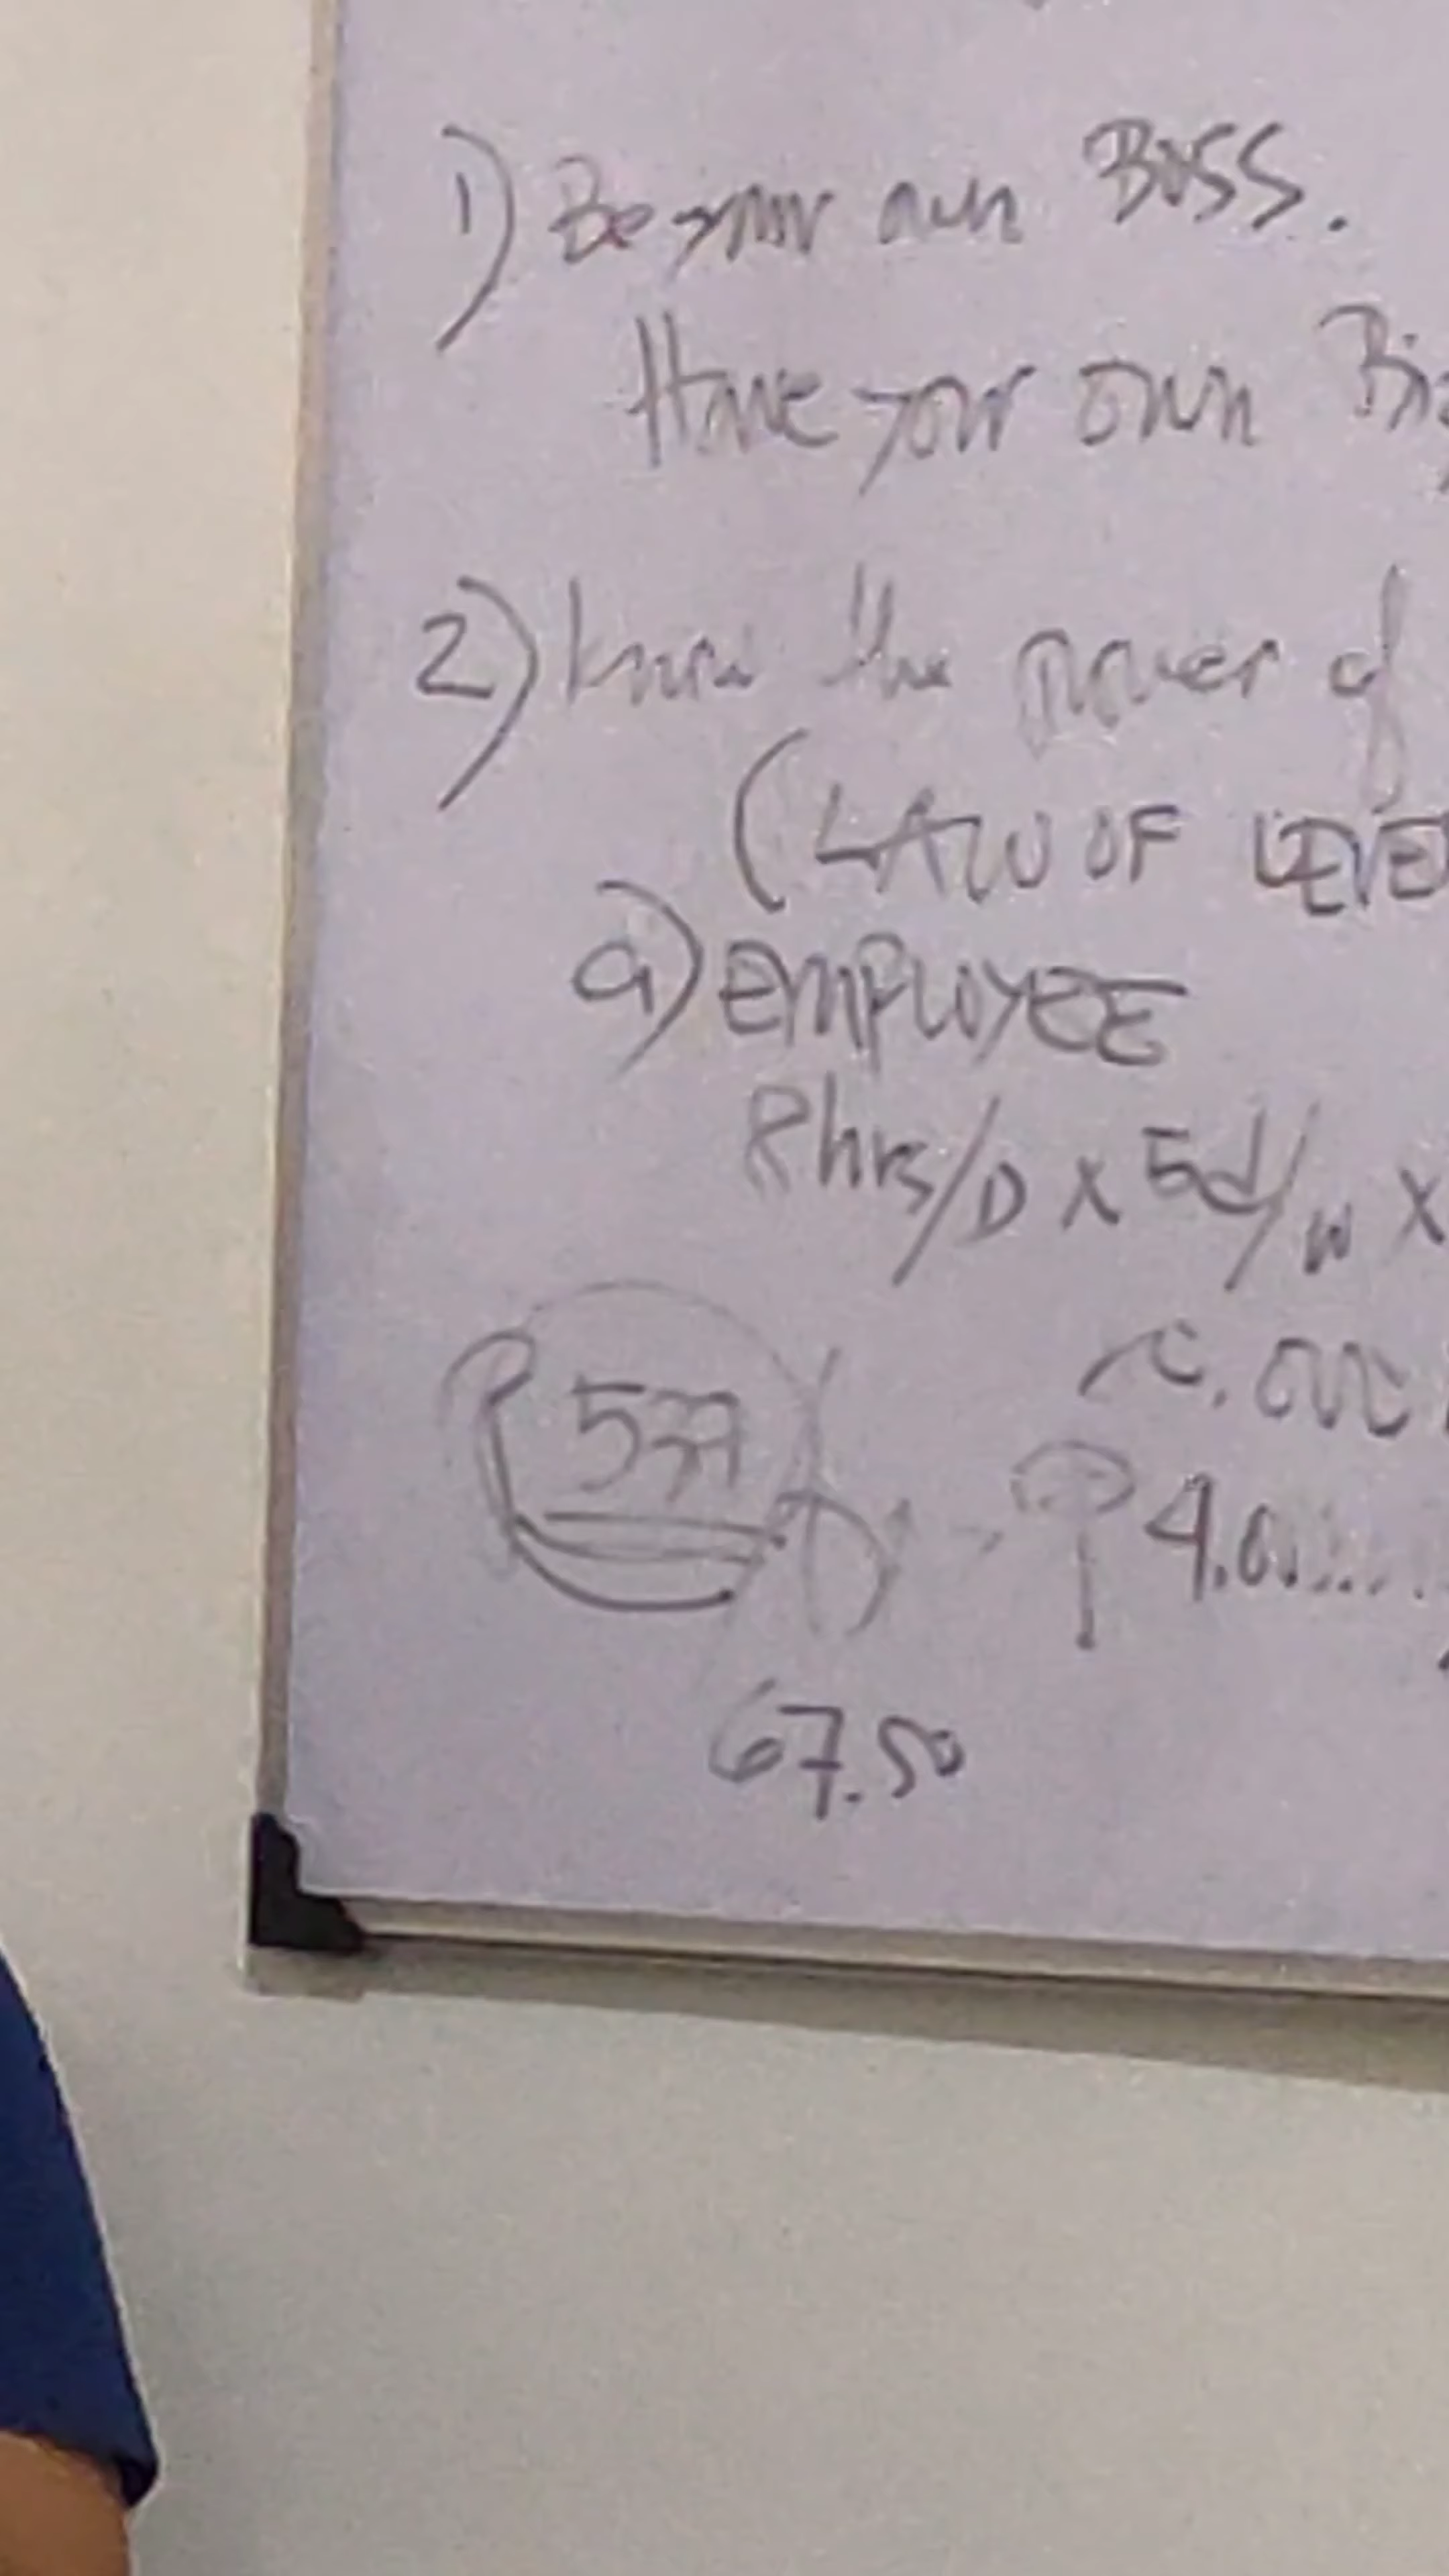 1) Be your own BOSS.
Have your own
2) know the power of
(LAW OF LEVE
a) EMPLOYEE
8hrs/D x 5d/w x
537
4.0
67.50